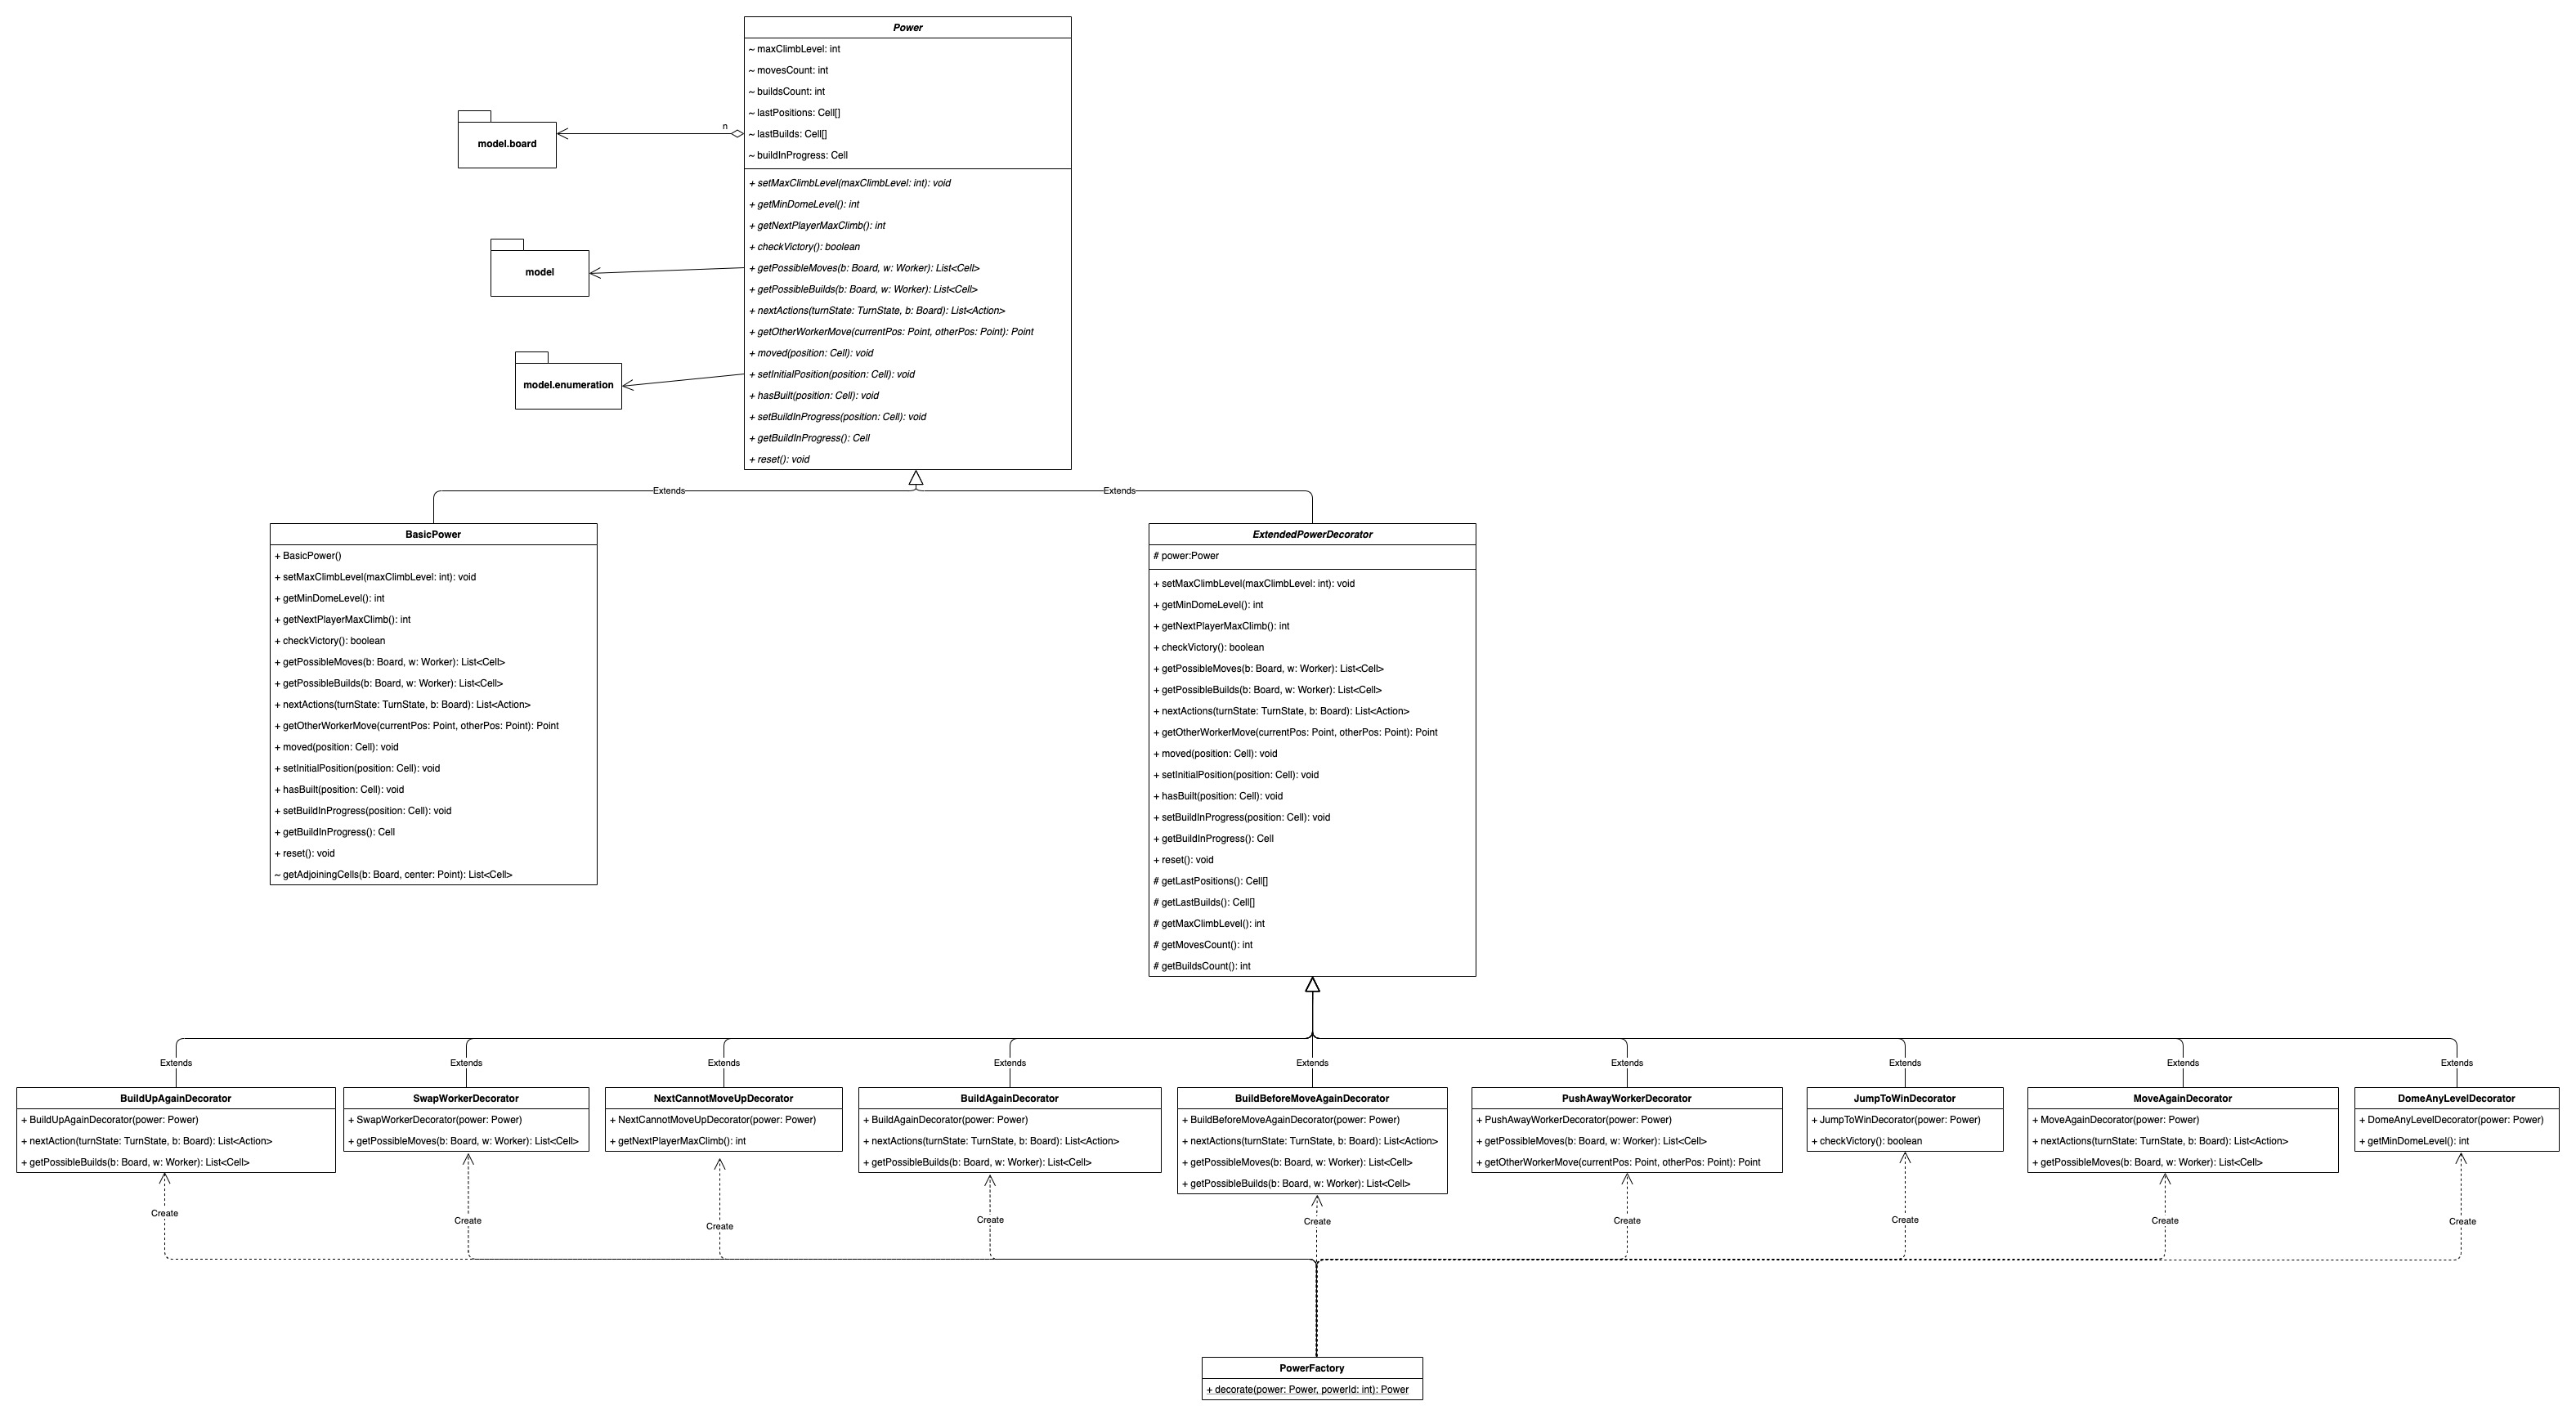 Power
~ maxClimbLevel: int
~ movesCount: int
~ buildsCount: int
~ lastPositions: Cell[]
~ lastBuilds: Cell[]
~ buildInProgress: Cell
+ setMaxClimbLevel(maxClimbLevel: int): void
+ getMinDomeLevel(): int
+ getNextPlayerMaxClimb(): int
+ checkVictory(): boolean
+ getPossibleMoves(b: Board, w: Worker): List<Cell>
+ getPossibleBuilds(b: Board, w: Worker): List<Cell>
+ nextActions(turnState: TurnState, b: Board): List<Action>
+ getOtherWorkerMove(currentPos: Point, otherPos: Point): Point
+ moved(position: Cell): void
+ setInitialPosition(position: Cell): void
+ hasBuilt(position: Cell): void
+ setBuildInProgress(position: Cell): void
+ getBuildInProgress(): Cell
+ reset(): void
n
model.board
model
model.enumeration
Extends
Extends
BasicPower
+ BasicPower()
+ setMaxClimbLevel(maxClimbLevel: int): void
+ getMinDomeLevel(): int
+ getNextPlayerMaxClimb(): int
+ checkVictory(): boolean
+ getPossibleMoves(b: Board, w: Worker): List<Cell>
+ getPossibleBuilds(b: Board, w: Worker): List<Cell>
+ nextActions(turnState: TurnState, b: Board): List<Action>
+ getOtherWorkerMove(currentPos: Point, otherPos: Point): Point
+ moved(position: Cell): void
+ setInitialPosition(position: Cell): void
+ hasBuilt(position: Cell): void
+ setBuildInProgress(position: Cell): void
+ getBuildInProgress(): Cell
+ reset(): void
~ getAdjoiningCells(b: Board, center: Point): List<Cell>
ExtendedPowerDecorator
# power:Power
+ setMaxClimbLevel(maxClimbLevel: int): void
+ getMinDomeLevel(): int
+ getNextPlayerMaxClimb(): int
+ checkVictory(): boolean
+ getPossibleMoves(b: Board, w: Worker): List<Cell>
+ getPossibleBuilds(b: Board, w: Worker): List<Cell>
+ nextActions(turnState: TurnState, b: Board): List<Action>
+ getOtherWorkerMove(currentPos: Point, otherPos: Point): Point
+ moved(position: Cell): void
+ setInitialPosition(position: Cell): void
+ hasBuilt(position: Cell): void
+ setBuildInProgress(position: Cell): void
+ getBuildInProgress(): Cell
+ reset(): void
# getLastPositions(): Cell[]
# getLastBuilds(): Cell[]
# getMaxClimbLevel(): int
# getMovesCount(): int
# getBuildsCount(): int
Extends
Extends
Extends
Extends
Extends
Extends
Extends
Extends
Extends
BuildUpAgainDecorator
+ BuildUpAgainDecorator(power: Power)
+ nextAction(turnState: TurnState, b: Board): List<Action>
+ getPossibleBuilds(b: Board, w: Worker): List<Cell>
SwapWorkerDecorator
+ SwapWorkerDecorator(power: Power)
+ getPossibleMoves(b: Board, w: Worker): List<Cell>
NextCannotMoveUpDecorator
+ NextCannotMoveUpDecorator(power: Power)
+ getNextPlayerMaxClimb(): int
BuildAgainDecorator
+ BuildAgainDecorator(power: Power)
+ nextActions(turnState: TurnState, b: Board): List<Action>
+ getPossibleBuilds(b: Board, w: Worker): List<Cell>
BuildBeforeMoveAgainDecorator
+ BuildBeforeMoveAgainDecorator(power: Power)
+ nextActions(turnState: TurnState, b: Board): List<Action>
+ getPossibleMoves(b: Board, w: Worker): List<Cell>
+ getPossibleBuilds(b: Board, w: Worker): List<Cell>
PushAwayWorkerDecorator
+ PushAwayWorkerDecorator(power: Power)
+ getPossibleMoves(b: Board, w: Worker): List<Cell>
+ getOtherWorkerMove(currentPos: Point, otherPos: Point): Point
JumpToWinDecorator
+ JumpToWinDecorator(power: Power)
+ checkVictory(): boolean
MoveAgainDecorator
+ MoveAgainDecorator(power: Power)
+ nextActions(turnState: TurnState, b: Board): List<Action>
+ getPossibleMoves(b: Board, w: Worker): List<Cell>
DomeAnyLevelDecorator
+ DomeAnyLevelDecorator(power: Power)
+ getMinDomeLevel(): int
Create
Create
Create
Create
Create
Create
Create
Create
Create
PowerFactory
+ decorate(power: Power, powerId: int): Power